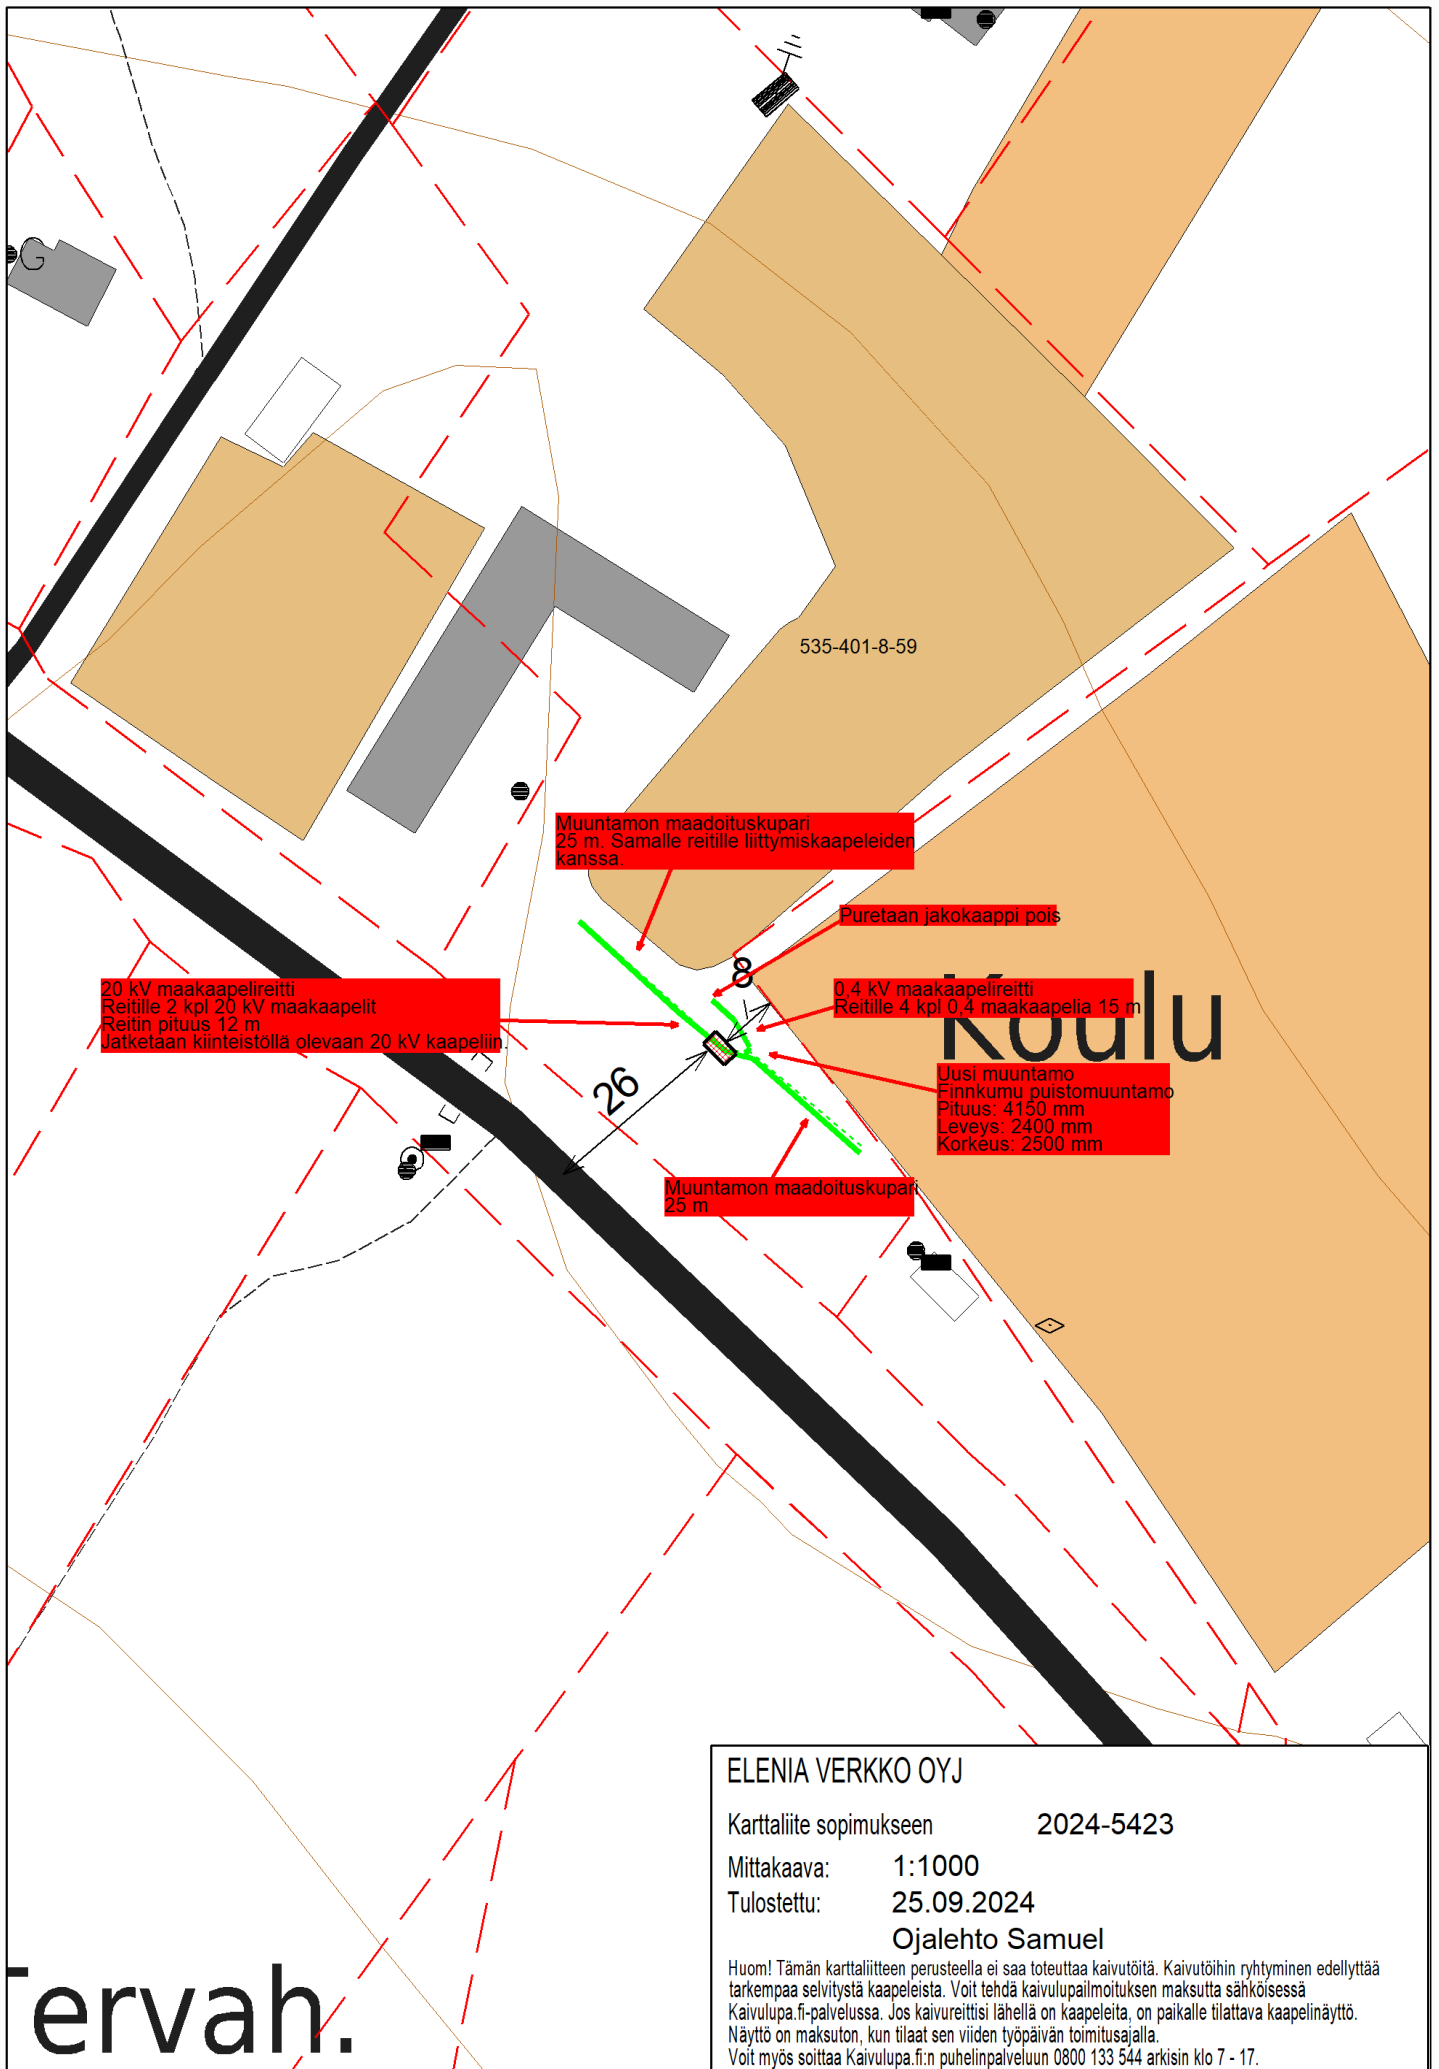 G
535-401-8-59
Muuntamon maadoituskupari
25 m. Samalle reitille liittymiskaapeleiden
kanssa.
Puretaan jakokaappi pois
8
20 kV maakaapelireitti
Reitille 2 kpl 20 kV maakaapelit
Reitin pituus 12 m
Jatketaan kiinteistöllä olevaan 20 kV kaapeliin.
0,4 kV maakaapelireitti
Reitille 4 kpl 0,4 maakaapelia 15 m
Koulu
26
Uusi muuntamo
Finnkumu puistomuuntamo
Pituus: 4150 mm
Leveys: 2400 mm
Korkeus: 2500 mm
Muuntamon maadoituskupari
25 m
Tervah.
ELENIA VERKKO OYJ
Karttaliite sopimukseen 2024-5423
Mittakaava: 1:1000
Tulostettu: 25.09.2024
Ojalehto Samuel
Huom! Tämän karttaliitteen perusteella ei saa toteuttaa kaivutöitä. Kaivutöihin ryhtyminen edellyttää
tarkempaa selvitystä kaapeleista. Voit tehdä kaivulupailmoituksen maksutta sähköisessä
Kaivulupa.fi-palvelussa. Jos kaivureittisi lähellä on kaapeleita, on paikalle tilattava kaapelinäyttö.
Näyttö on maksuton, kun tilaat sen viiden työpäivän toimitusajalla.
Voit myös soittaa Kaivulupa.fi:n puhelinpalveluun 0800 133 544 arkisin klo 7 - 17.